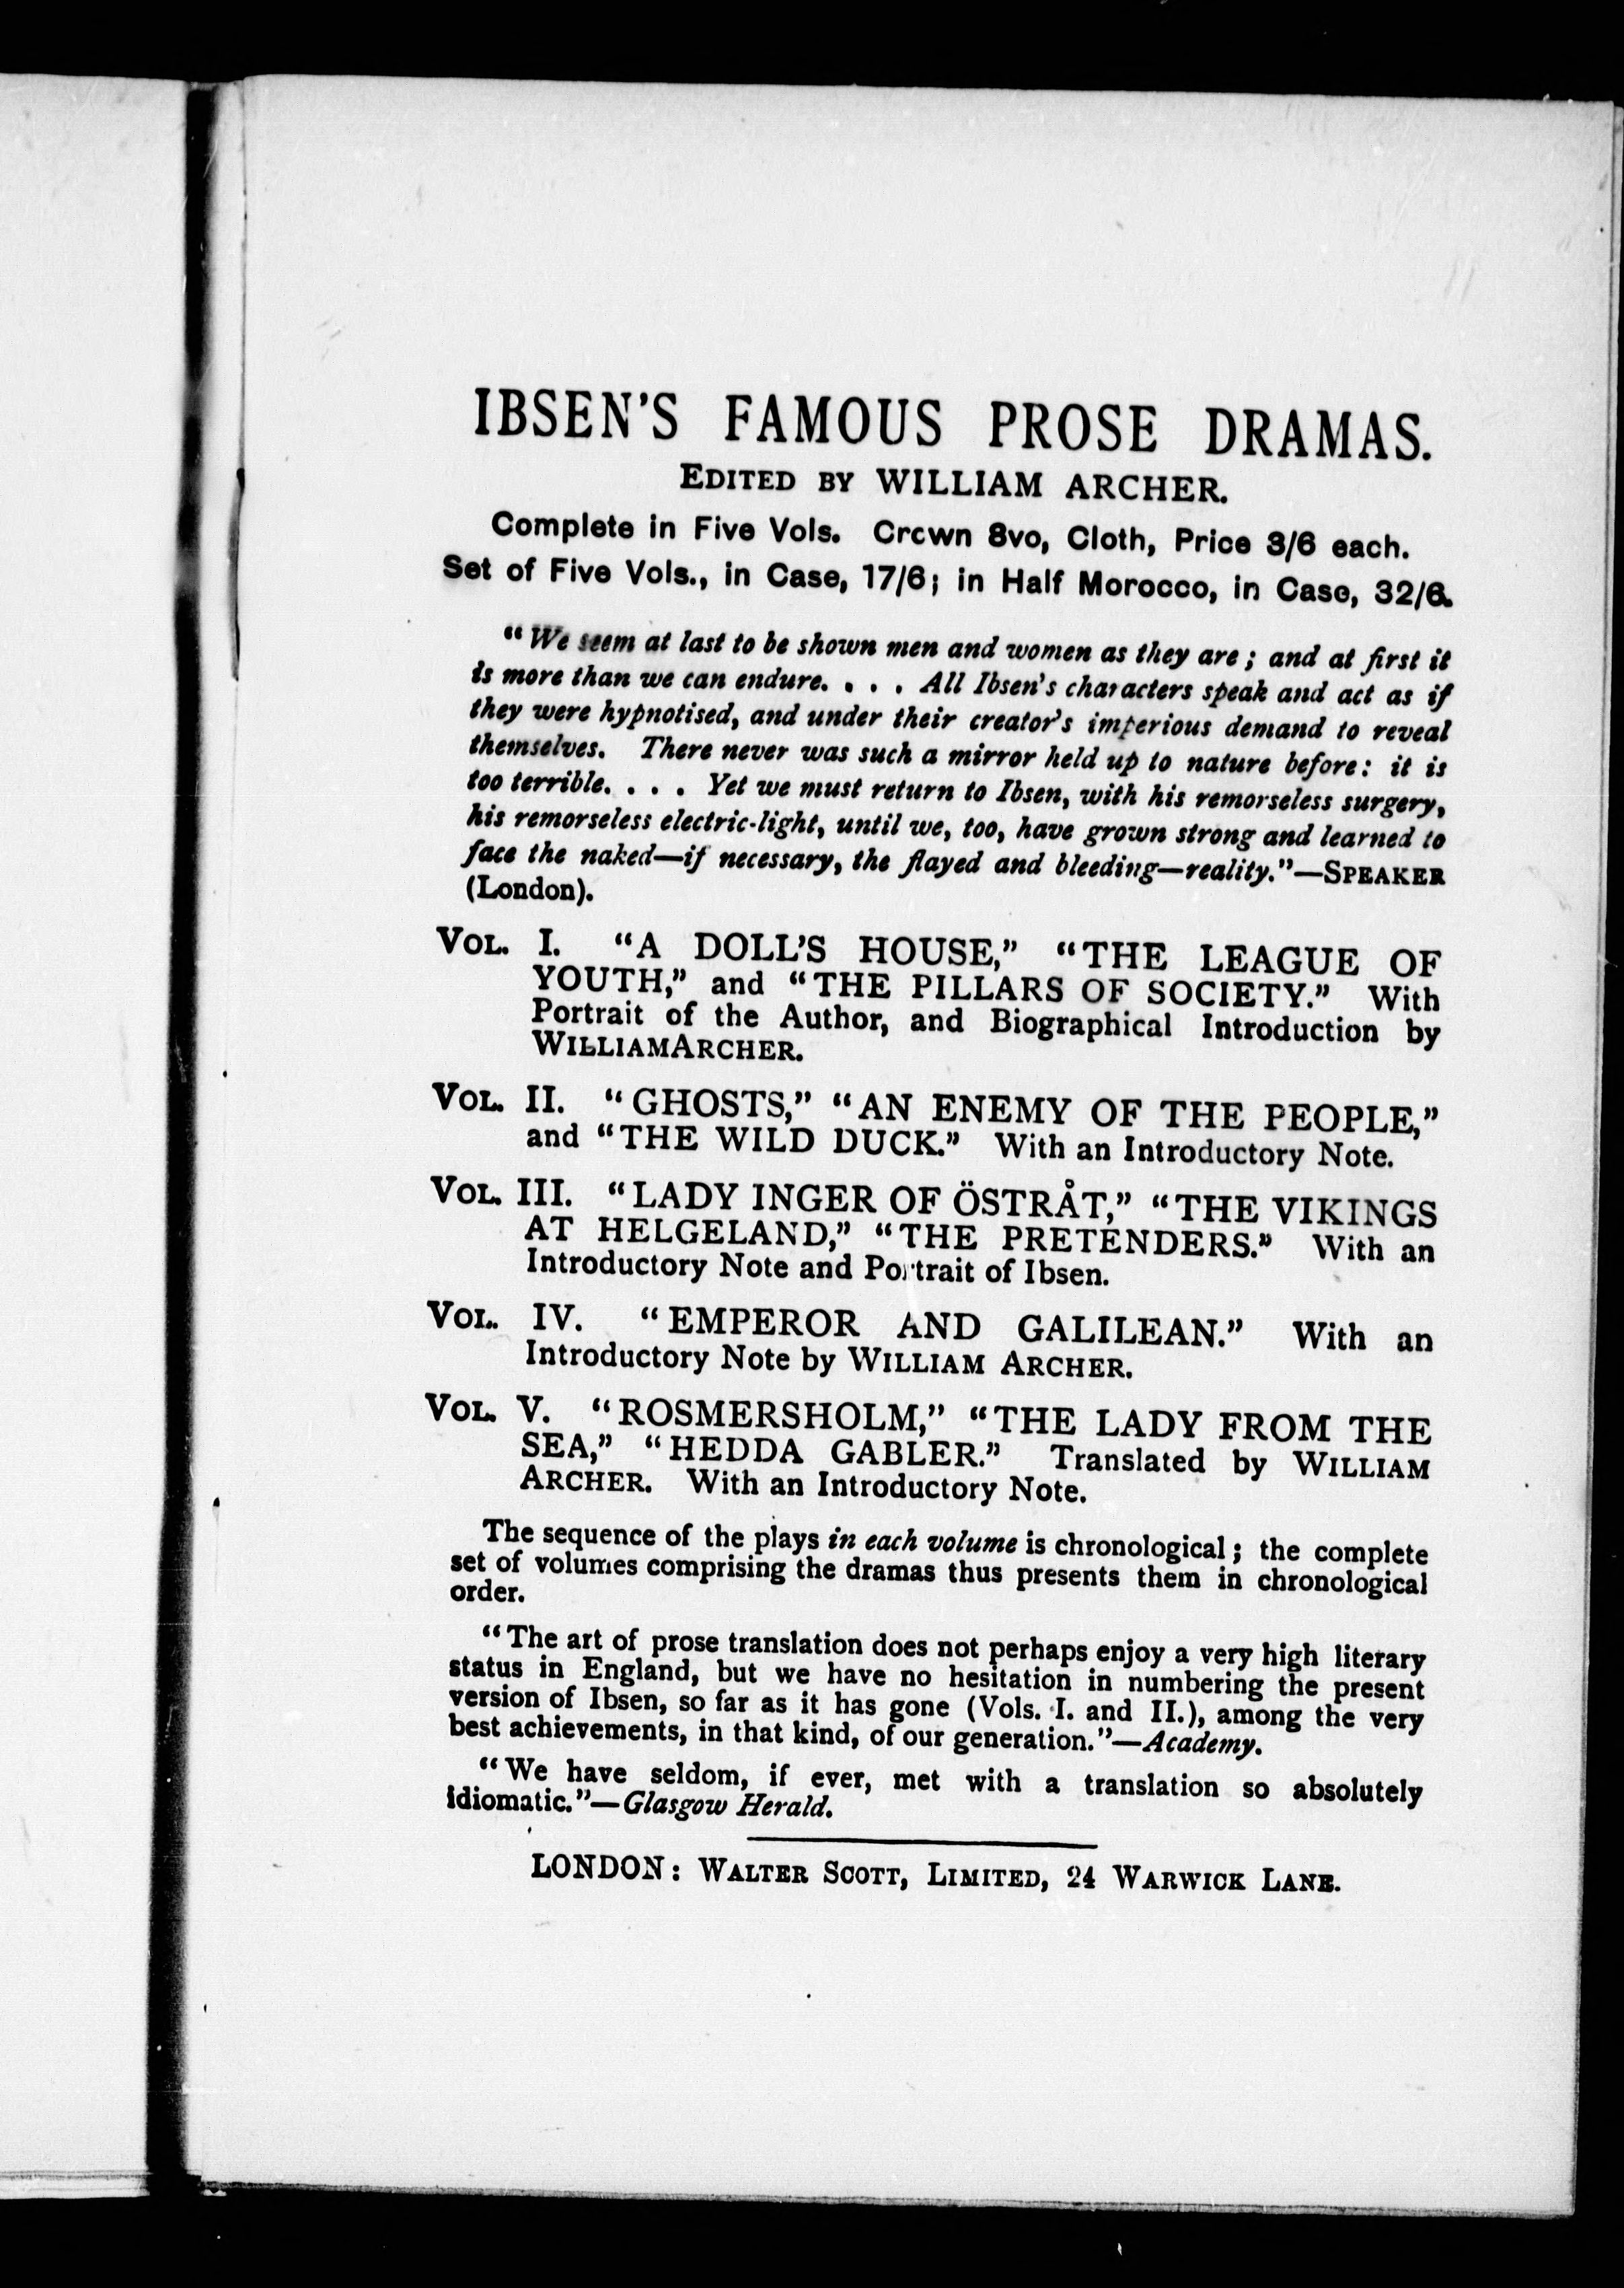 IBSEN'S FAMOUS PROSE DRAMAS.
EDITED BY WILLIAM ARCHER.
Complete in Five Vols. Crown 8vo, Cloth, Price 3/6 each.
Set of Five Vols., in Case, 17/6; in Half Morocco, in Case, 32/6.
"We seem at last to be shown men and women as they are; and at first it
is more than we can endure. . . . All Ibsen's characters speak and act as if
they were hypnotised, and under their creator's imperious demand to reveal
themselves. There never was such a mirror held up to nature before: it is
too terrible. . . . Yet we must return to Ibsen, with his remorseless surgery,
his remorseless electric-light, until we, too, have grown strong and learned to
face the naked—if necessary, the flayed and bleeding—reality."—SPEAKER
(London).
VOL. I. "A DOLL'S HOUSE," "THE LEAGUE OF
YOUTH," and "THE PILLARS OF SOCIETY." With
Portrait of the Author, and Biographical Introduction by
WILLIAMARCHER.
VOL. II. "GHOSTS," "AN ENEMY OF THE PEOPLE,"
and "THE WILD DUCK." With an Introductory Note.
VOL. III. "LADY INGER OF ÖSTRÅT," "THE VIKINGS
AT HELGELAND," "THE PRETENDERS." With an
Introductory Note and Portrait of Ibsen.
VOL. IV. "EMPEROR AND GALILEAN." With an
Introductory Note by WILLIAM ARCHER.
VOL. V. "ROSMERSHOLM," "THE LADY FROM THE
SEA," "HEDDA GABLER." Translated by WILLIAM
ARCHER. With an Introductory Note.
The sequence of the plays in each volume is chronological; the complete
set of volumes comprising the dramas thus presents them in chronological
order.
"The art of prose translation does not perhaps enjoy a very high literary
status in England, but we have no hesitation in numbering the present
version of Ibsen, so far as it has gone (Vols. I. and II.), among the very
best achievements, in that kind, of our generation."—Academy.
"We have seldom, if ever, met with a translation so absolutely
idiomatic."—Glasgow Herald.
LONDON: WALTER SCOTT, LIMITED, 24 WARWICK LANE.